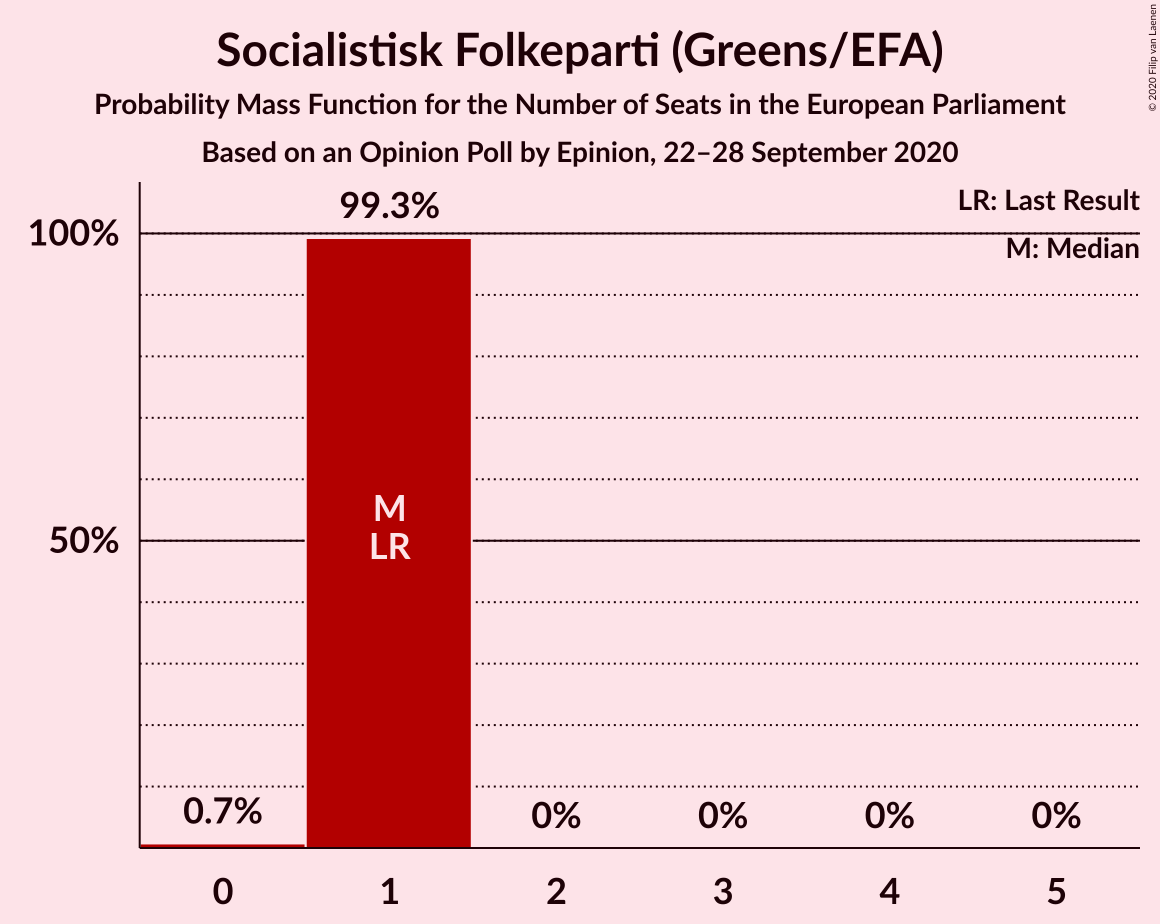 Socialistisk Folkeparti (Greens/EFA)
Probability Mass Function for the Number of Seats in the European Parliament
Based on an Opinion Poll by Epinion, 22–28 September 2020
© 2020 Filip van Laenen
LR: Last Result
M: Median
99.3%
100%
M
LR
50%
0.7%
0%
0%
0%
0%
0
1
2
3
4
5